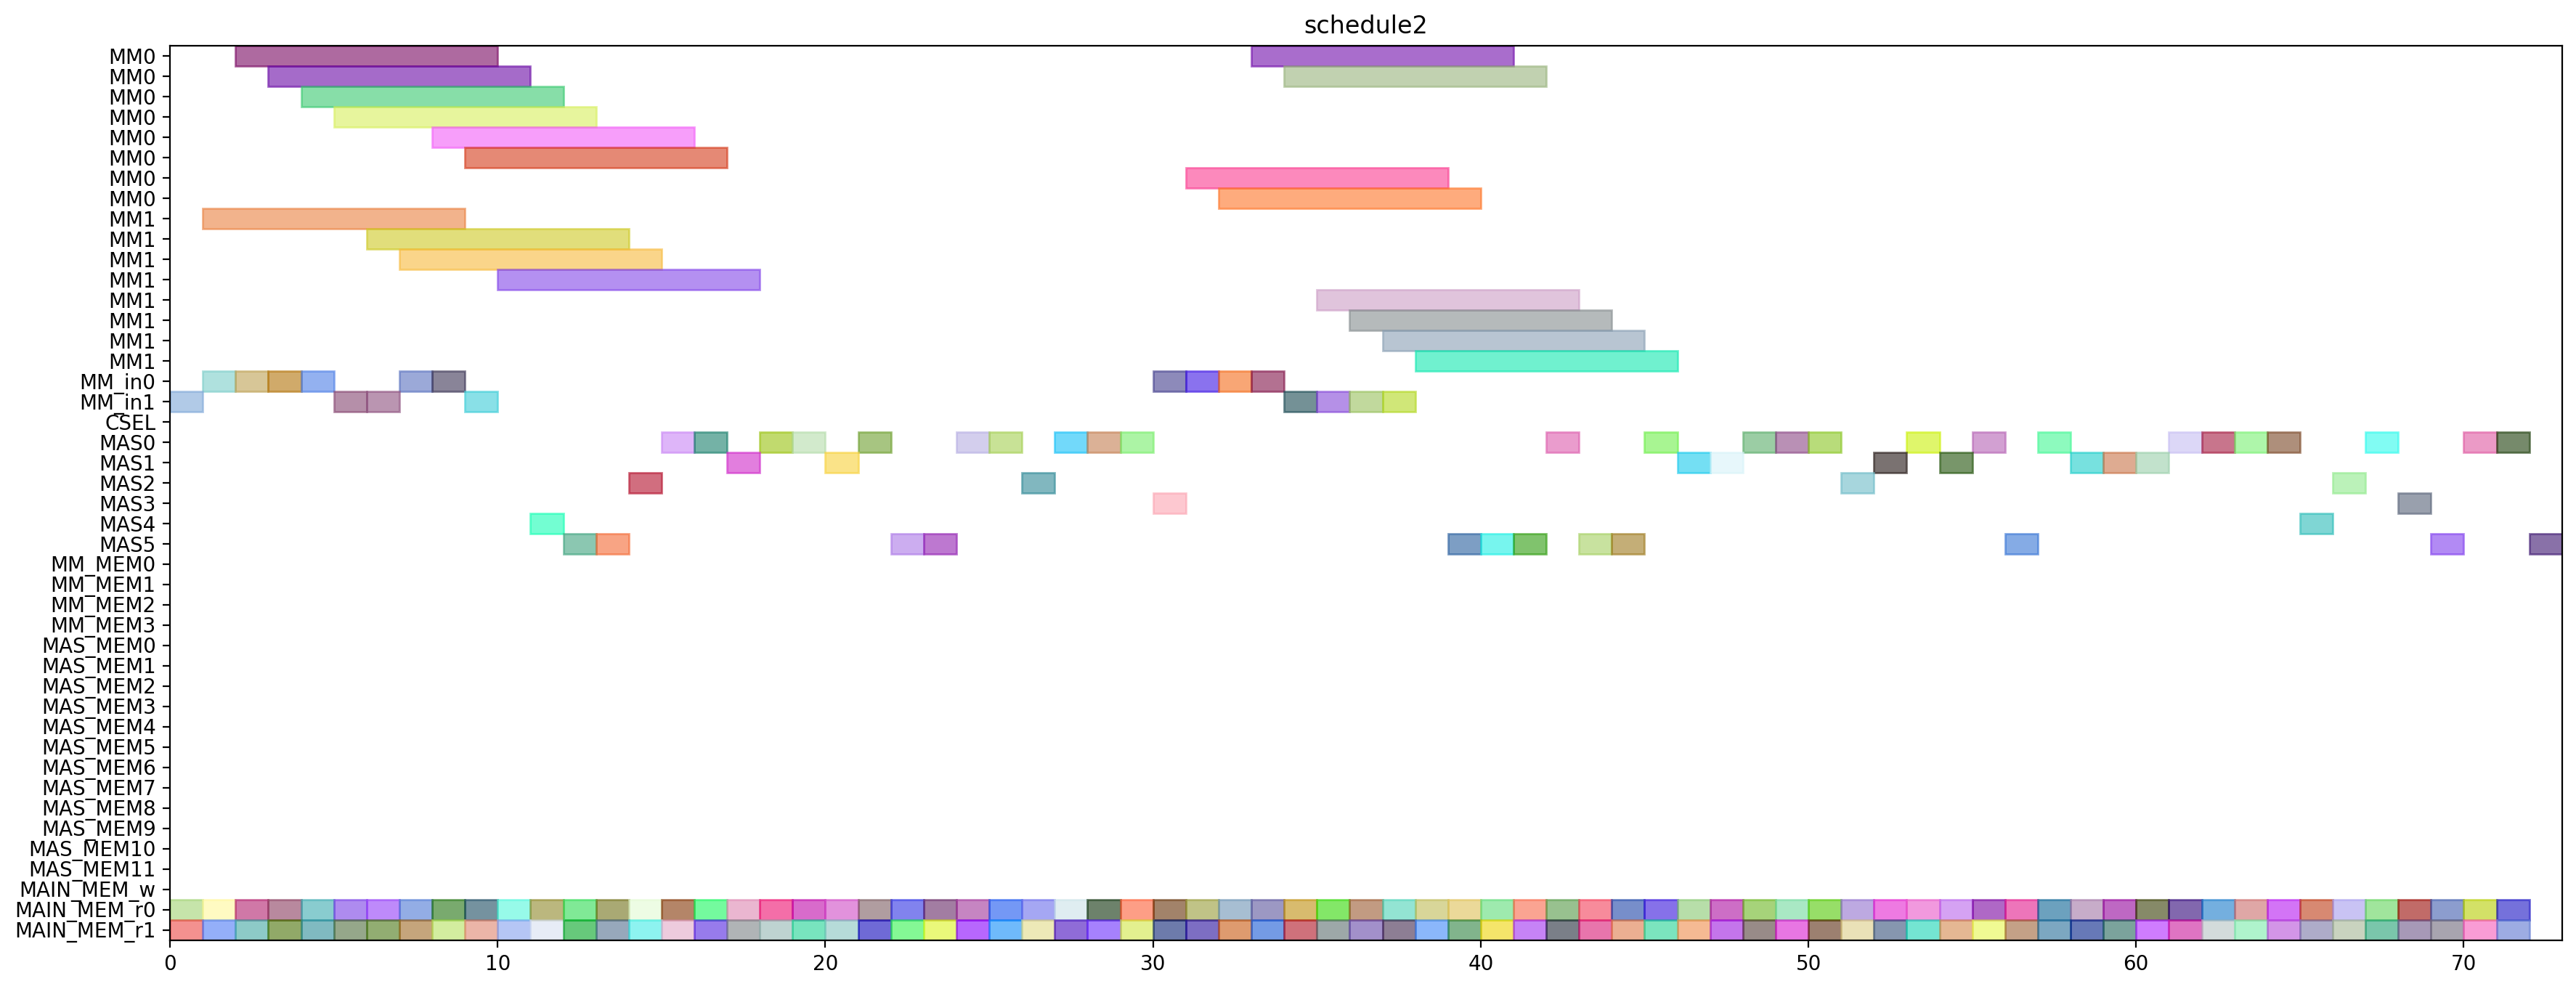 schedule2
MM0
MM0
MM0
MM0
MM0
MM0
MM0
MM0
MM1
MM1
MM1
MM1
MM1
MM1
MM1
MM1
MM_in0
MM_in1
CSEL
MAS0
MAS1
MAS2
MAS3
MAS4
MAS5
MM_MEM0
MM_MEM1
MM_MEM2
MM_MEM3
MAS_MEM0
MAS_MEM1
MAS_MEM2
MAS_MEM3
MAS_MEM4
MAS_MEM5
MAS_MEM6
MAS_MEM7
MAS_MEM8
MAS_MEM9
MAS_MEM10
MAS_MEM11
MAIN_MEM_w
MAIN_MEM_r0
MAIN_MEM_r1
0 10 20 30 40 50 60 70